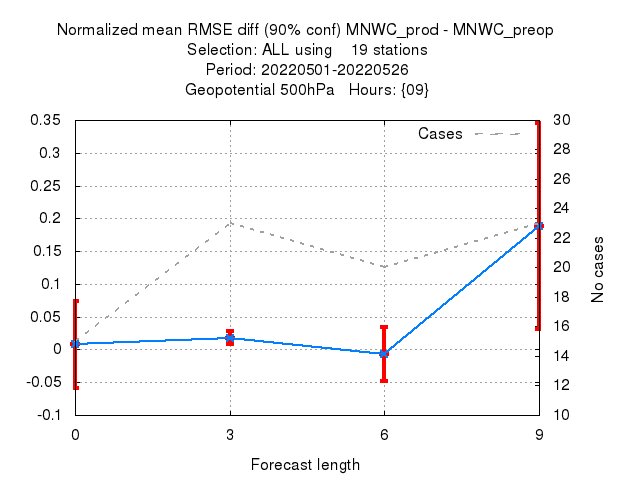 Normalized mean RMSE diff (90% conf) MNWC_prod - MNWC_preop
Selection: ALL using    19 stations
Period: 20220501-20220526
Geopotential 500hPa   Hours: {09}
Cases
0.35
0.3
0.25
0.2
0.15
0.1
0.05
0
-0.05
-0.1
30
28
26
24
22
20
18
16
14
12
10
No cases
0 3 6 9
Forecast length